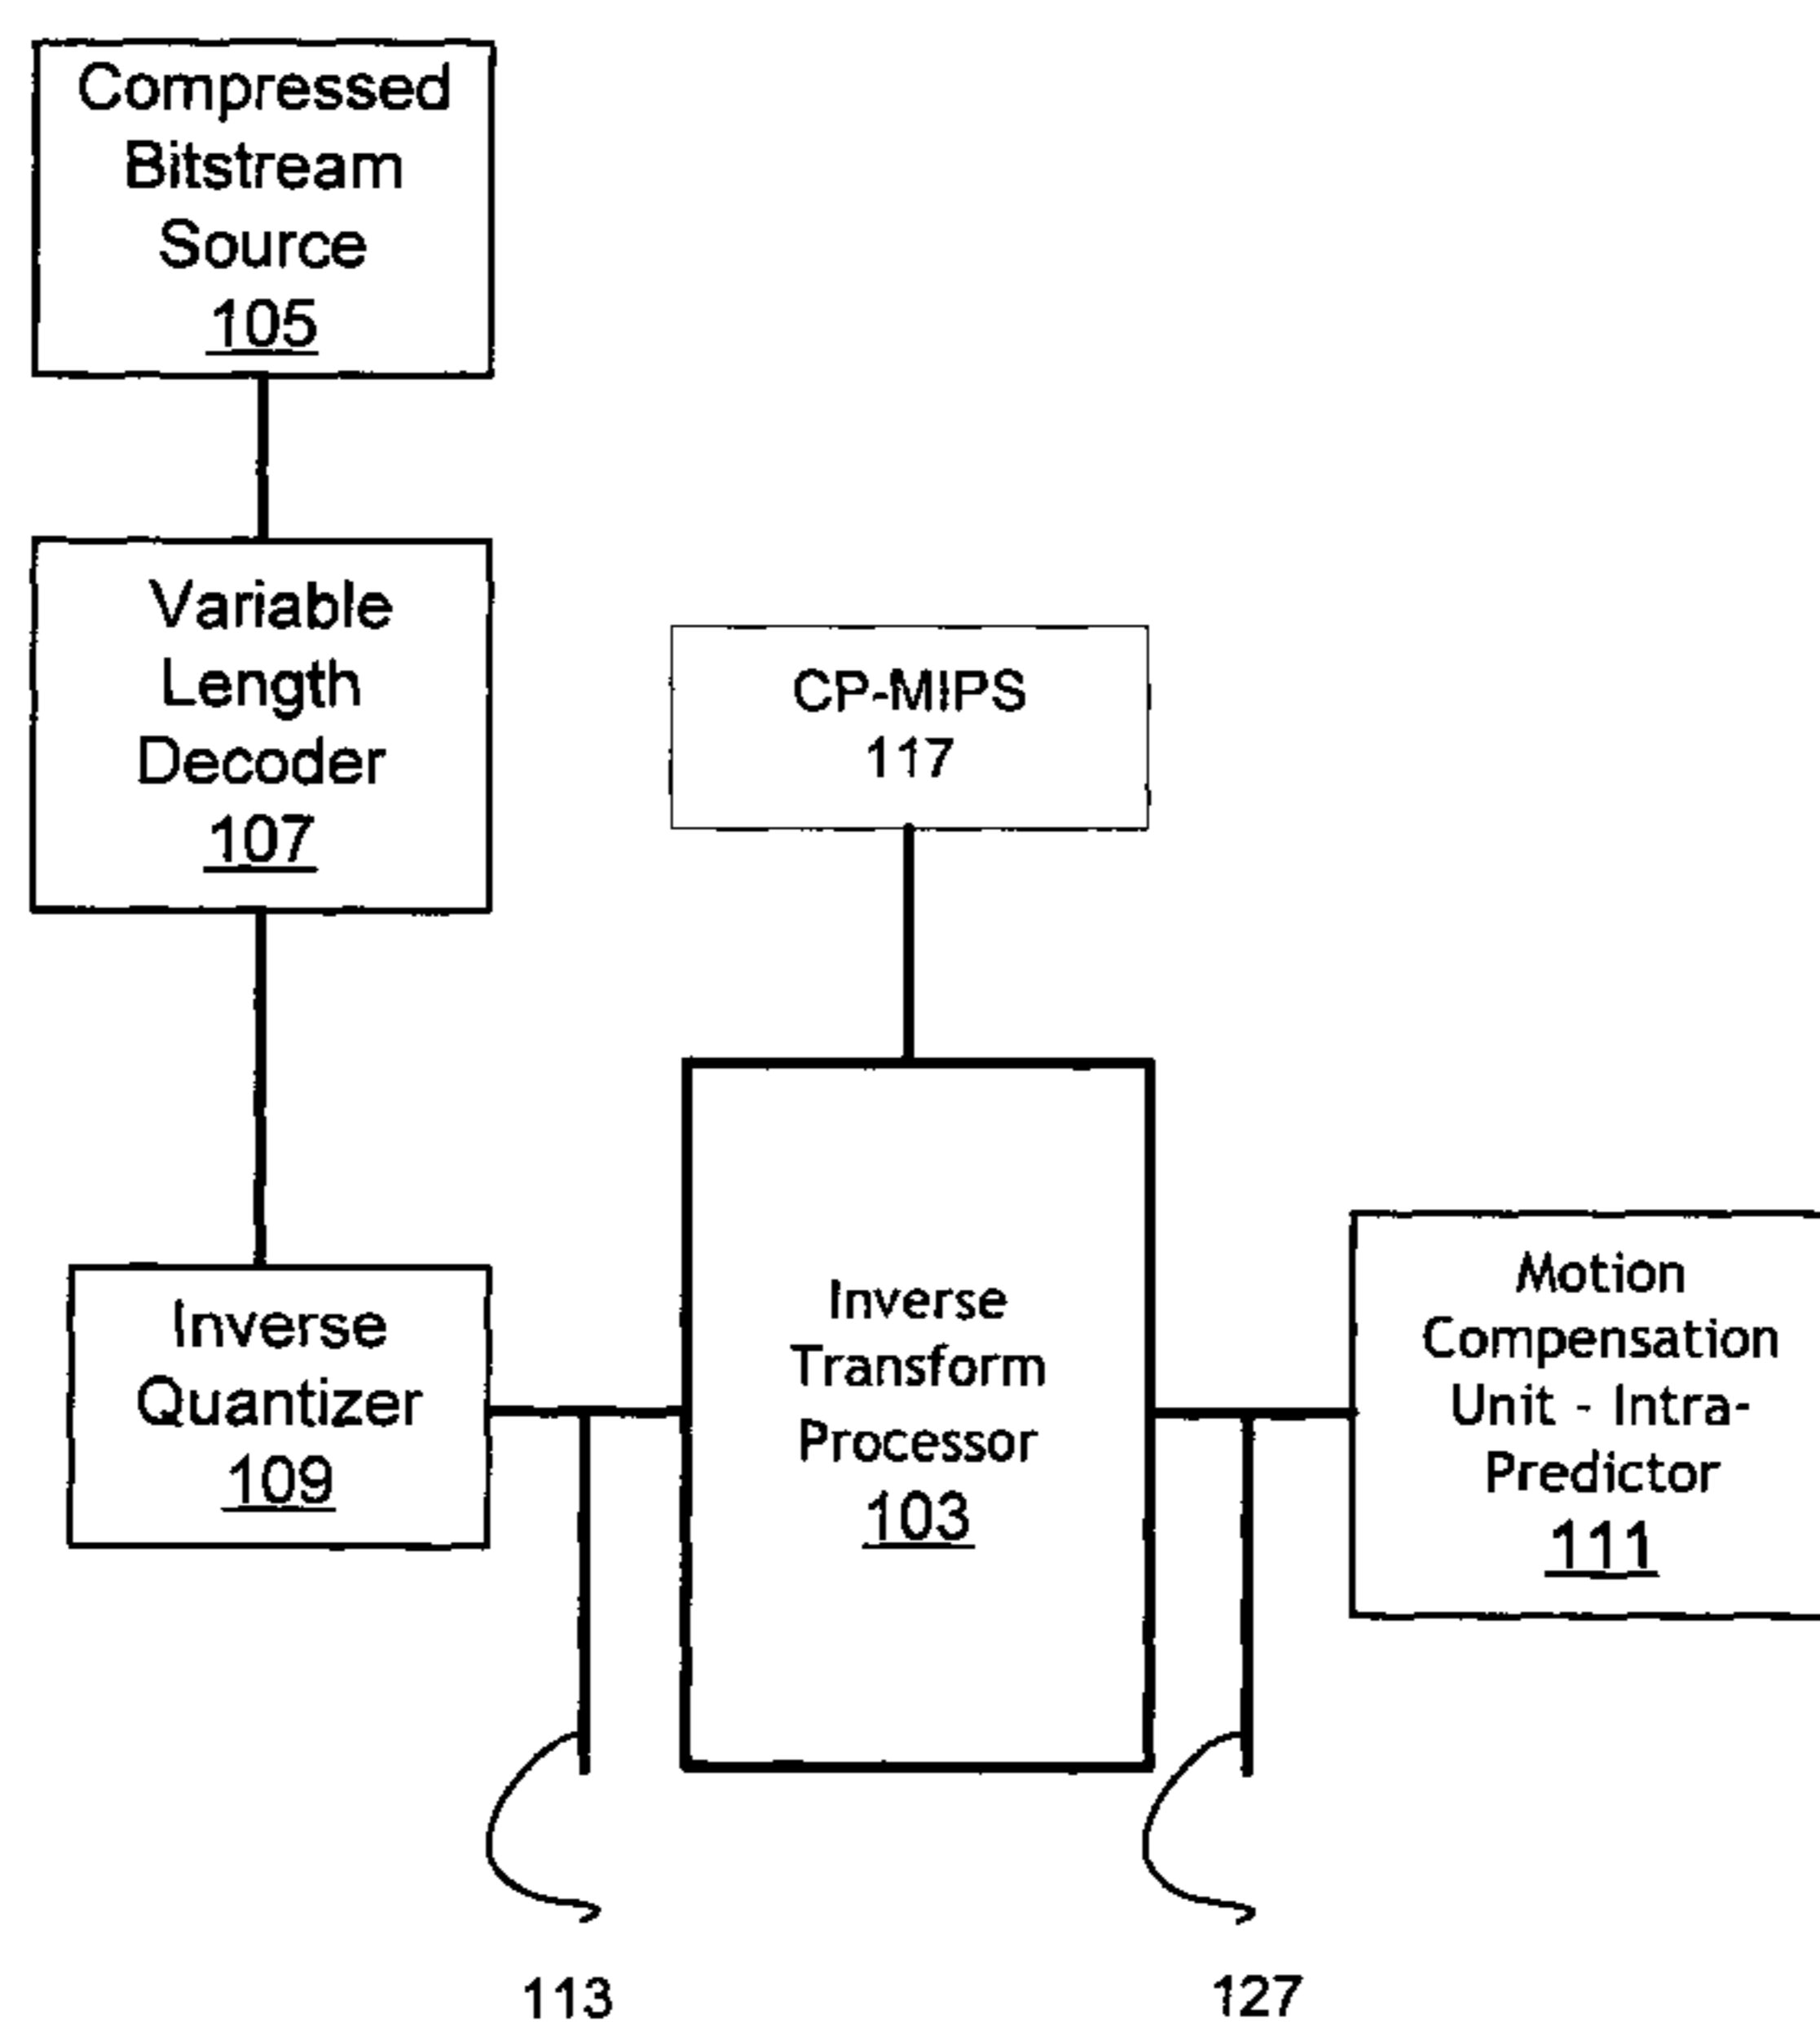 Compressed
Bitstream
Source
105
Variable
Length
Decoder
107
CP-MIPS
117
Inverse
Quantizer
109
Inverse
Transform
Processor
103
Motion
Compensation
Unit - Intra-
Predictor
111
113
127